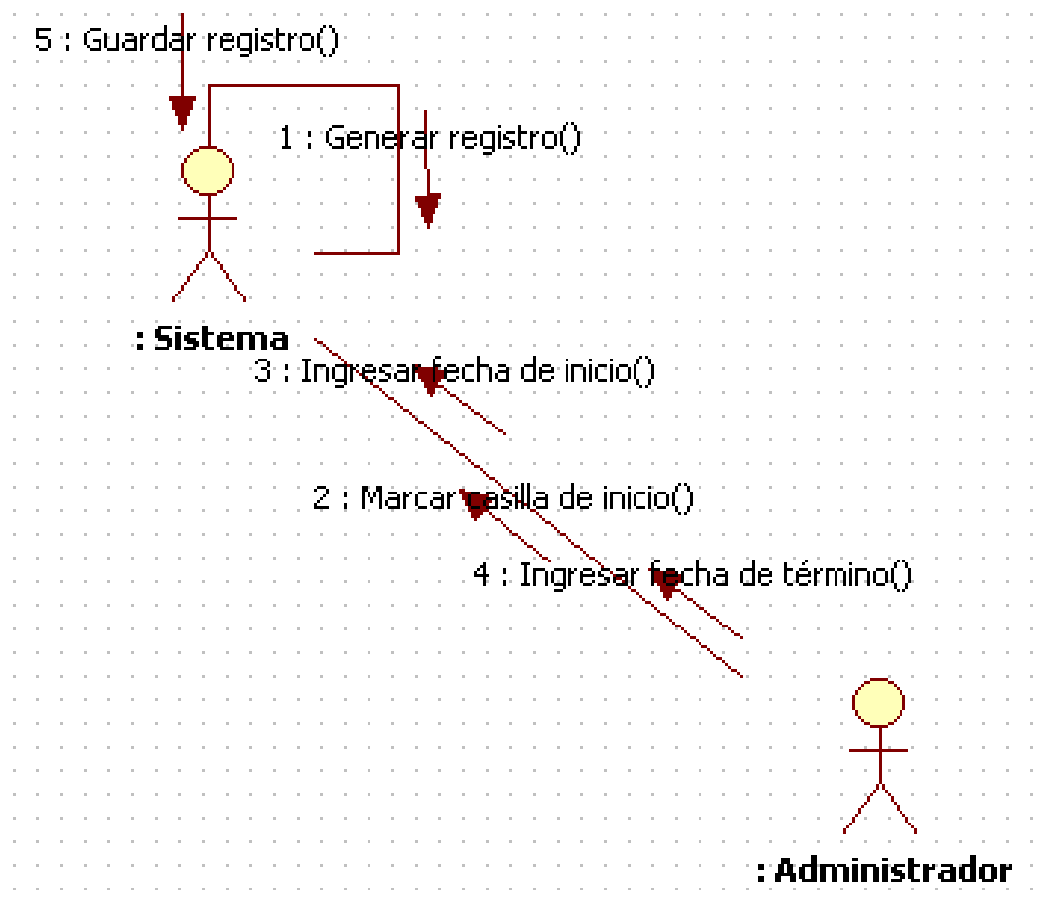 5 : Guardar registro()
1 : Generar registro()
: Sistema
3 : Ingresar fecha de inicio()
2 : Marcar casilla de inicio()
4 : Ingresar fecha de término()
: Administrador